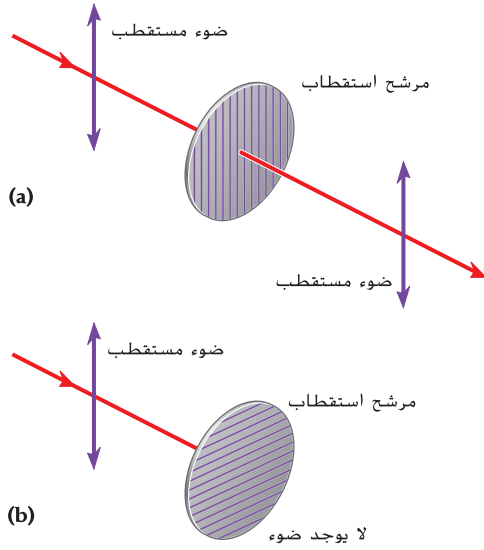 ضوء مستقطب
مرشح استقطاب
(a)
ضوء مستقطب
ضوء مستقطب
مرشح استقطاب
(b)
لا يوجد ضوء